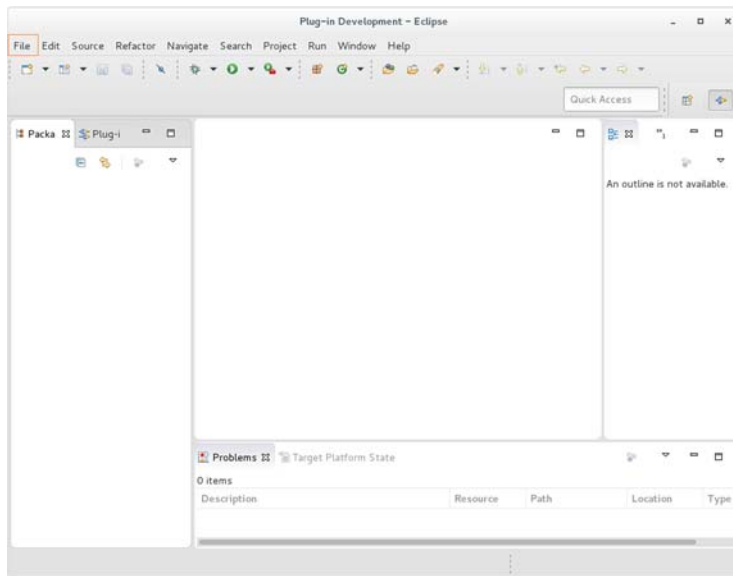 Plug-in Development - Eclipse
File Edit Source Refactor Navigate Search Project Run Window Help
Quick Access
Packa Plug-i
An outline is not available.
Problems Target Platform State
0 items
Description Resource Path Location Type